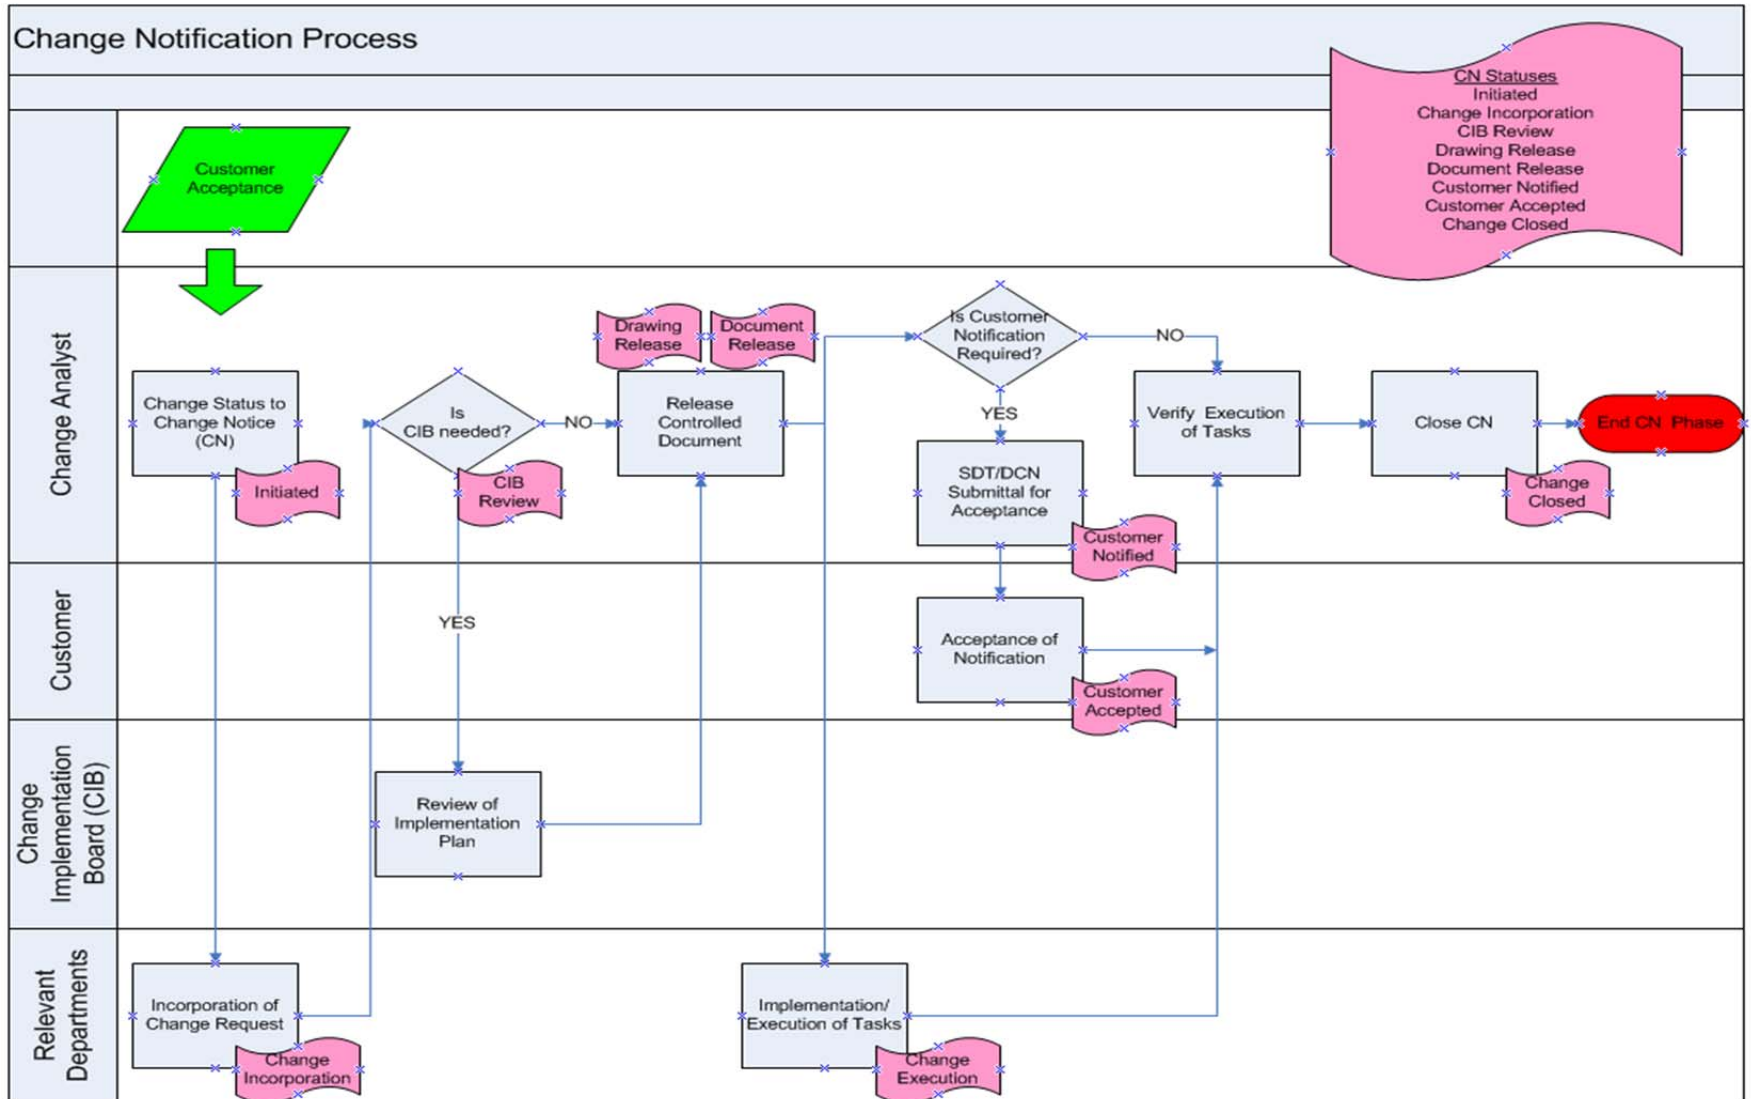 Change Notification Process
CN Statuses
Initiated
Change Incorporation
CIB Review
Drawing Release
Document Release
Customer Notified
Customer Accepted
Change Closed
Customer
Acceptance
Change Analyst
Change Status to
Change Notice
(CN)
Initiated
Is
CIB needed?
NO
CIB
Review
YES
Drawing
Release
Document
Release
Release
Controlled
Document
Is Customer
Notification
Required?
NO
YES
SDT/DCN
Submittal for
Acceptance
Customer
Notified
Verify Execution
of Tasks
Close CN
Change
Closed
End CN Phase
Customer
Acceptance of
Notification
Customer
Accepted
Change
Implementation
Board (CIB)
Review of
Implementation
Plan
Relevant
Departments
Incorporation of
Change Request
Change
Incorporation
Implementation/
Execution of Tasks
Change
Execution